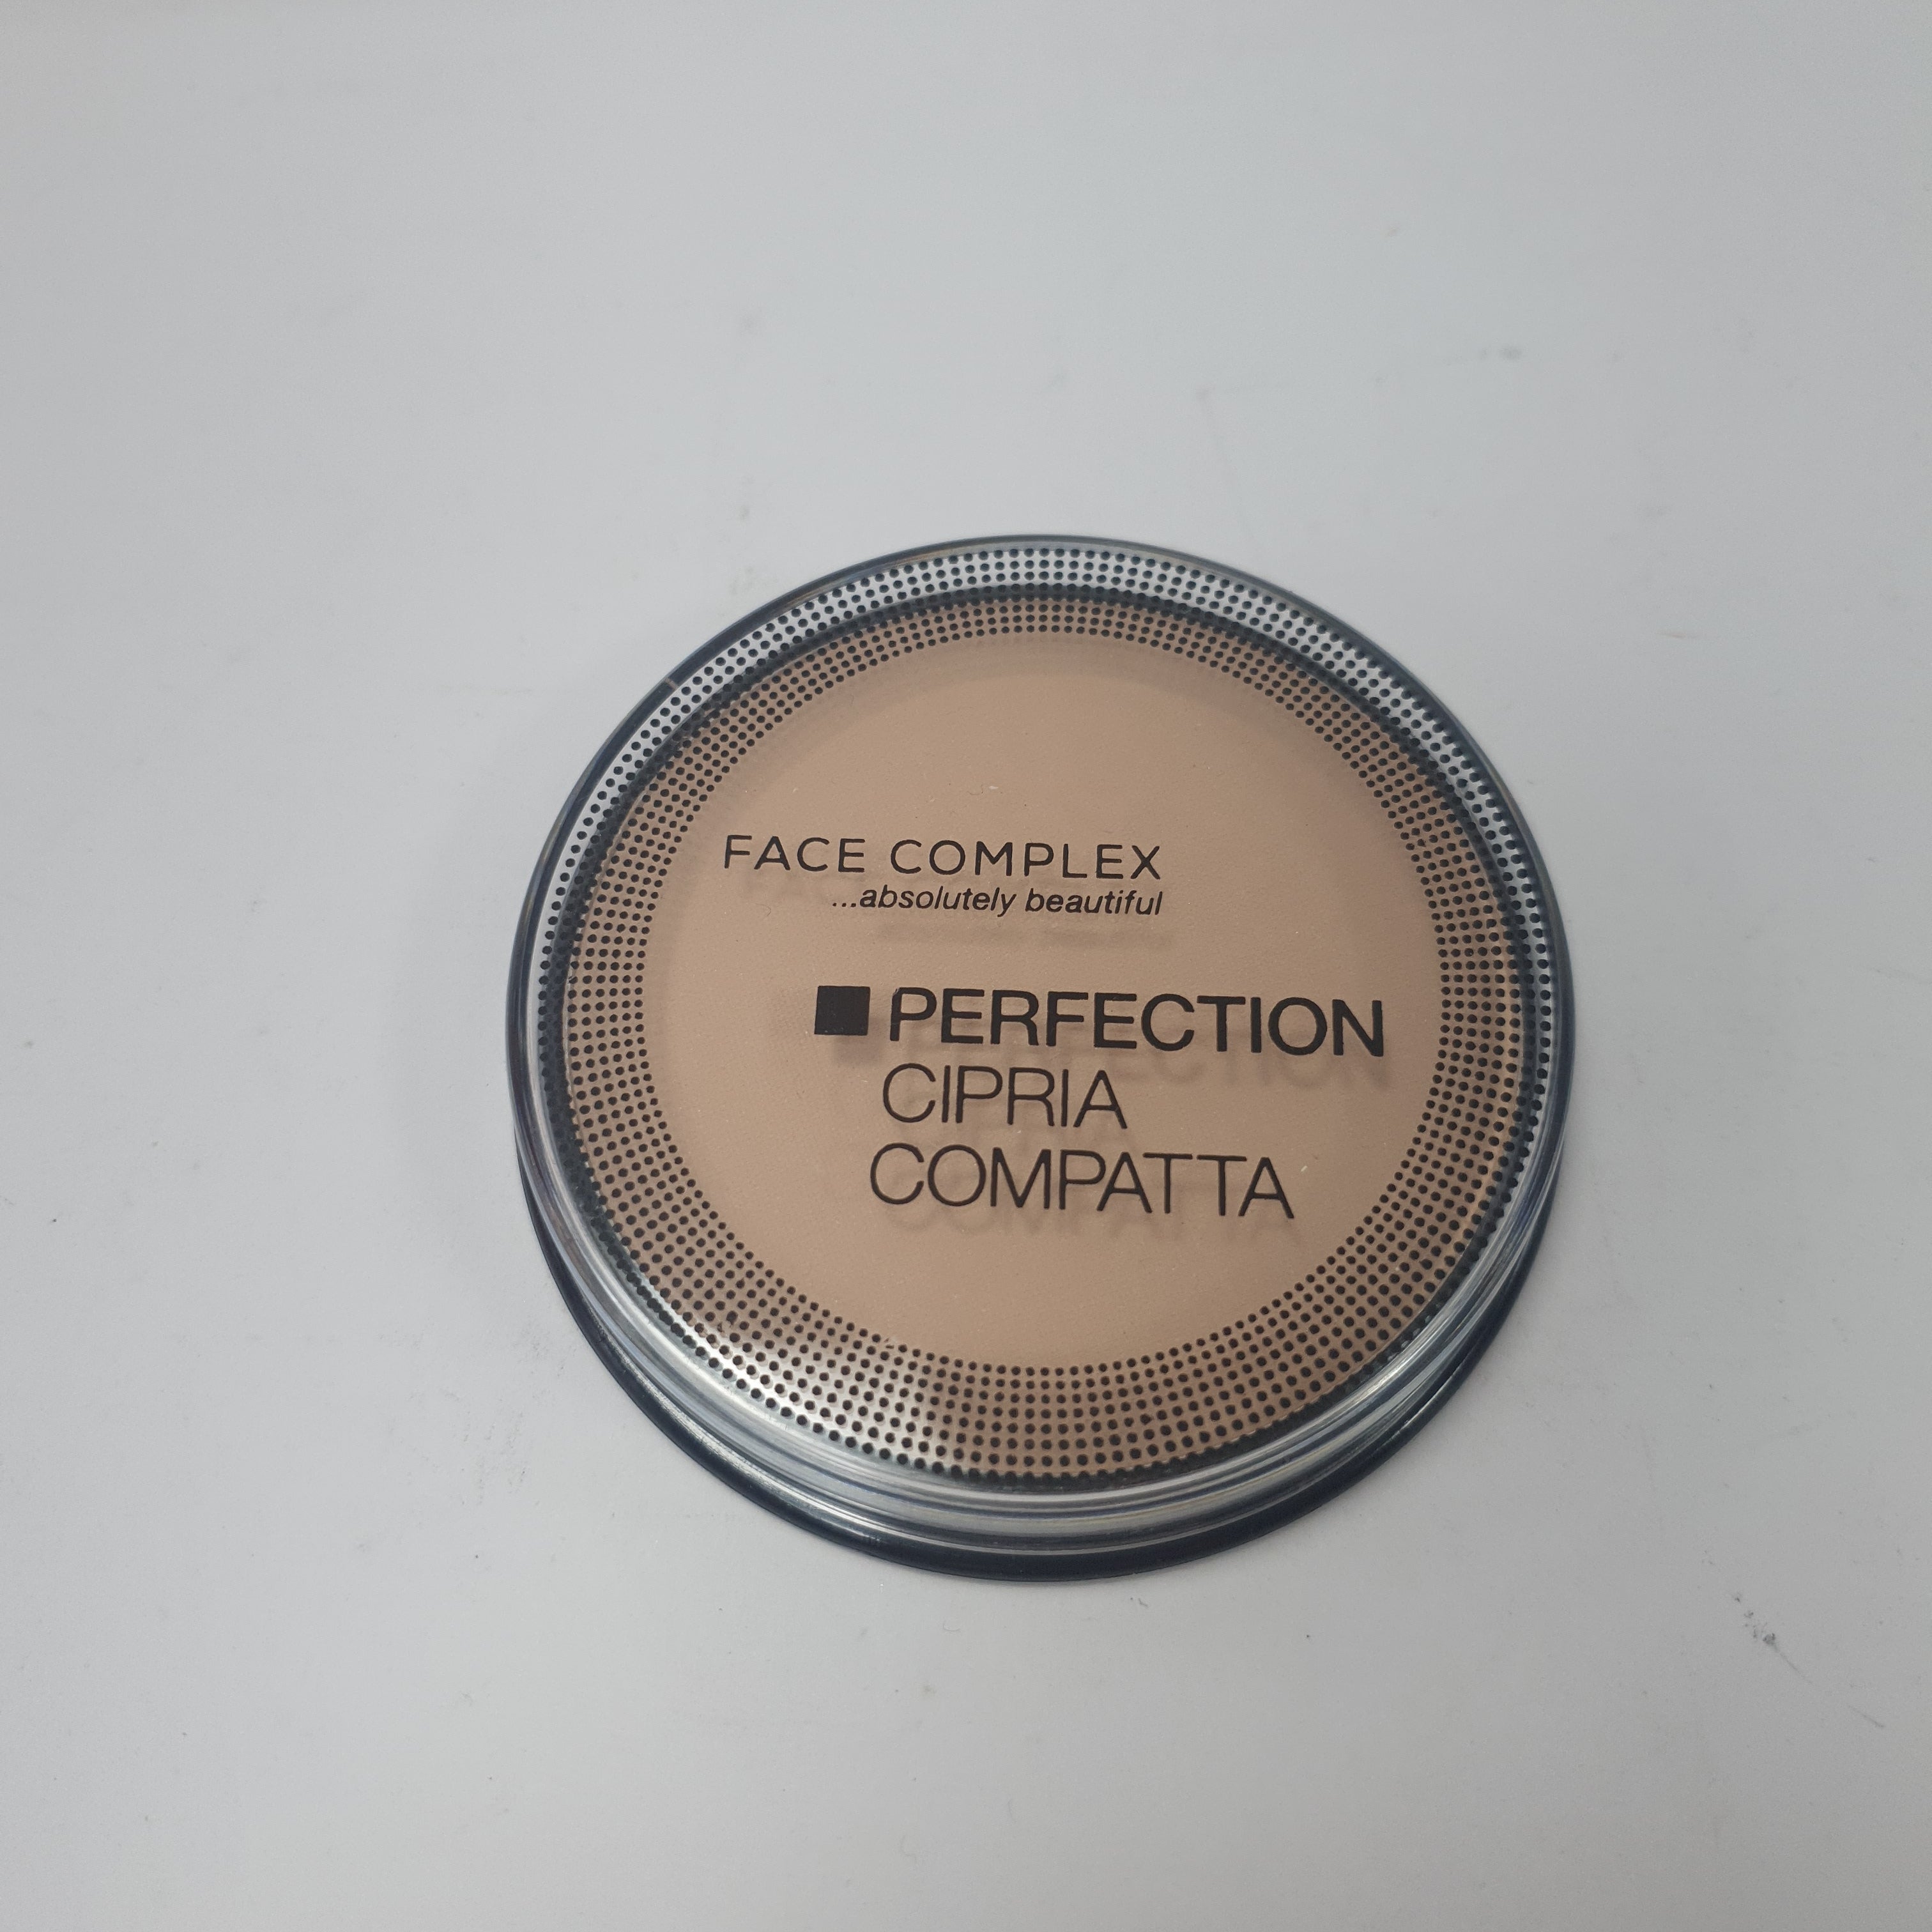 FACE COMPLEX
...absolutely beautiful
PERFECTION
CIPRIA
COMPATTA